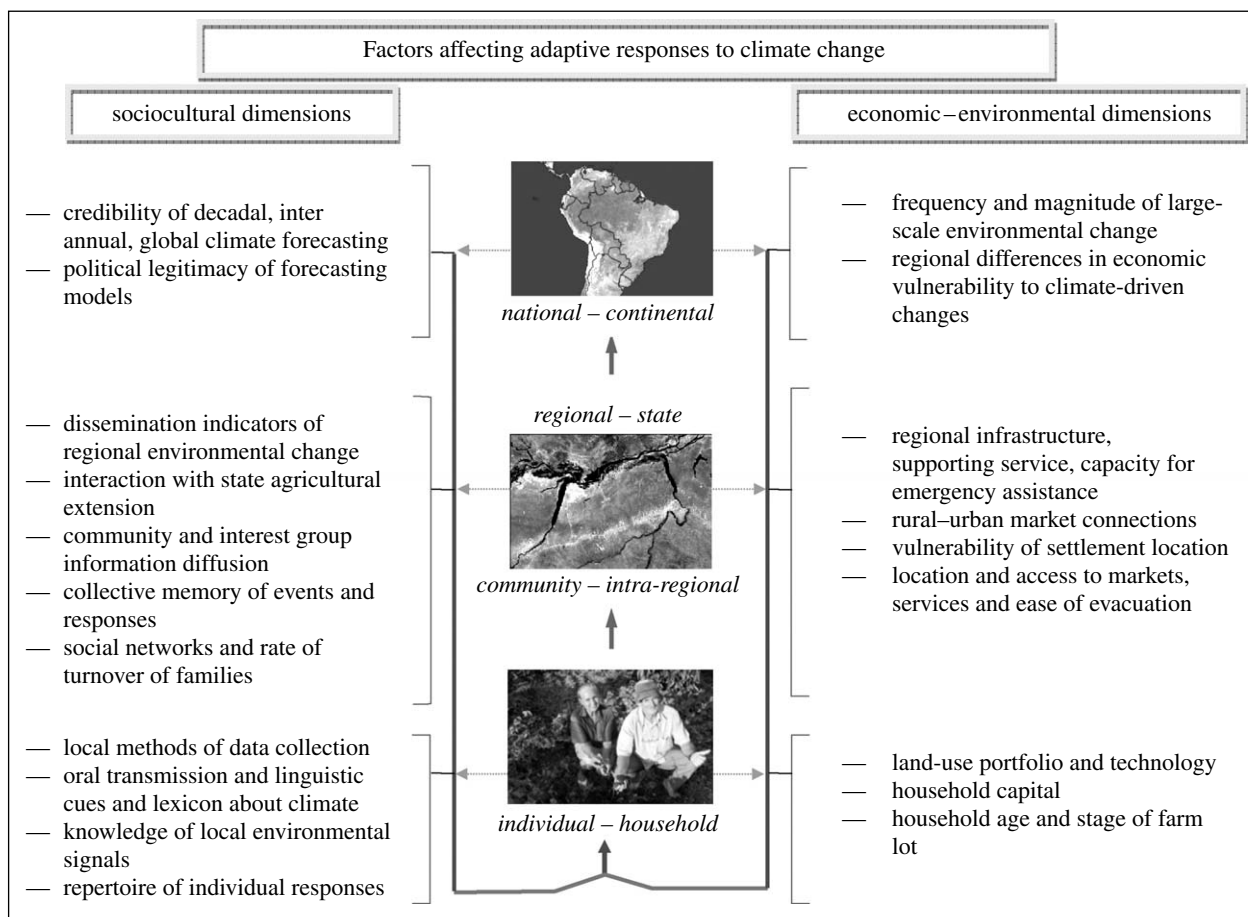 Factors affecting adaptive responses to climate change
sociocultural dimensions
economic–environmental dimensions
— credibility of decadal, inter
annual, global climate forecasting
— political legitimacy of forecasting
models
national – continental
— frequency and magnitude of large-
scale environmental change
— regional differences in economic
vulnerability to climate-driven
changes
— dissemination indicators of
regional environmental change
— interaction with state agricultural
extension
— community and interest group
information diffusion
— collective memory of events and
responses
— social networks and rate of
turnover of families
regional – state
community – intra-regional
— regional infrastructure,
supporting service, capacity for
emergency assistance
— rural–urban market connections
— vulnerability of settlement location
— location and access to markets,
services and ease of evacuation
— local methods of data collection
— oral transmission and linguistic
cues and lexicon about climate
— knowledge of local environmental
signals
— repertoire of individual responses
individual – household
— land-use portfolio and technology
— household capital
— household age and stage of farm
lot